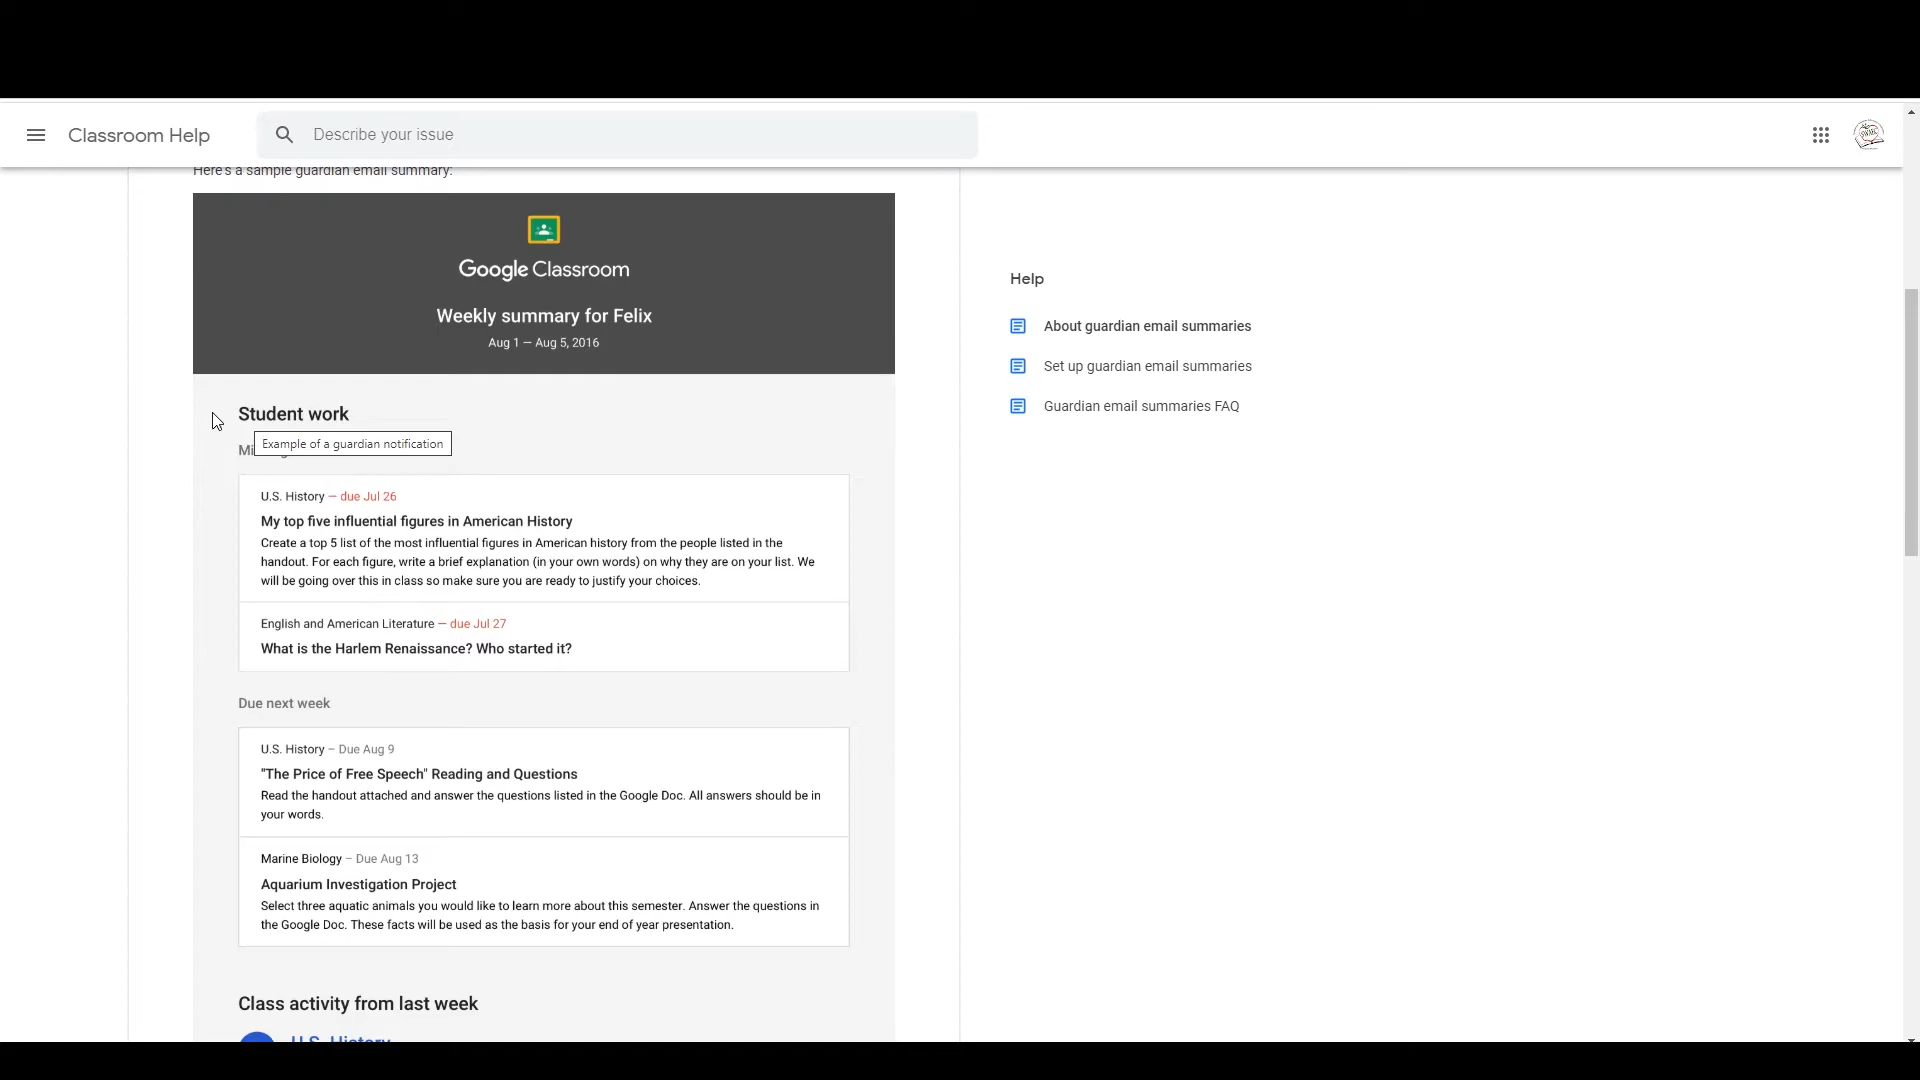 Classroom Help
Describe your issue
Here's a sample guardian email summary:
Google Classroom
Weekly summary for Felix
Aug 1 — Aug 5, 2016
Student work
Example of a guardian notification
U.S. History — due Jul 26
My top five influential figures in American History
Create a top 5 list of the most influential figures in American history from the people listed in the
handout. For each figure, write a brief explanation (in your own words) on why they are on your list. We
will be going over this in class so make sure you are ready to justify your choices.
English and American Literature — due Jul 27
What is the Harlem Renaissance? Who started it?
Due next week
U.S. History – Due Aug 9
"The Price of Free Speech" Reading and Questions
Read the handout attached and answer the questions listed in the Google Doc. All answers should be in
your words.
Marine Biology – Due Aug 13
Aquarium Investigation Project
Select three aquatic animals you would like to learn more about this semester. Answer the questions in
the Google Doc. These facts will be used as the basis for your end of year presentation.
Class activity from last week
U.S. History
Help
About guardian email summaries
Set up guardian email summaries
Guardian email summaries FAQ